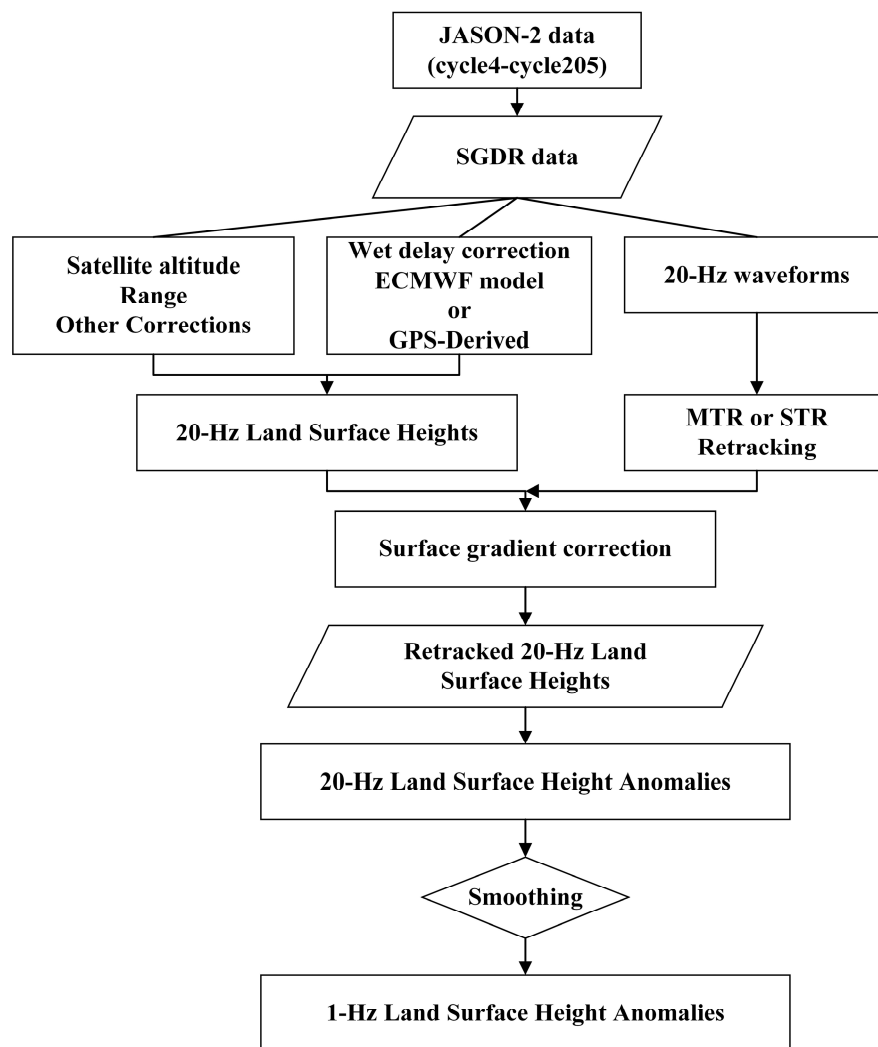 JASON-2 data
(cycle4-cycle205)
SGDR data
Satellite altitude
Range
Other Corrections
Wet delay correction
ECMWF model
or
GPS-Derived
20-Hz waveforms
20-Hz Land Surface Heights
MTR or STR
Retracking
Surface gradient correction
Retracked 20-Hz Land
Surface Heights
20-Hz Land Surface Height Anomalies
Smoothing
1-Hz Land Surface Height Anomalies